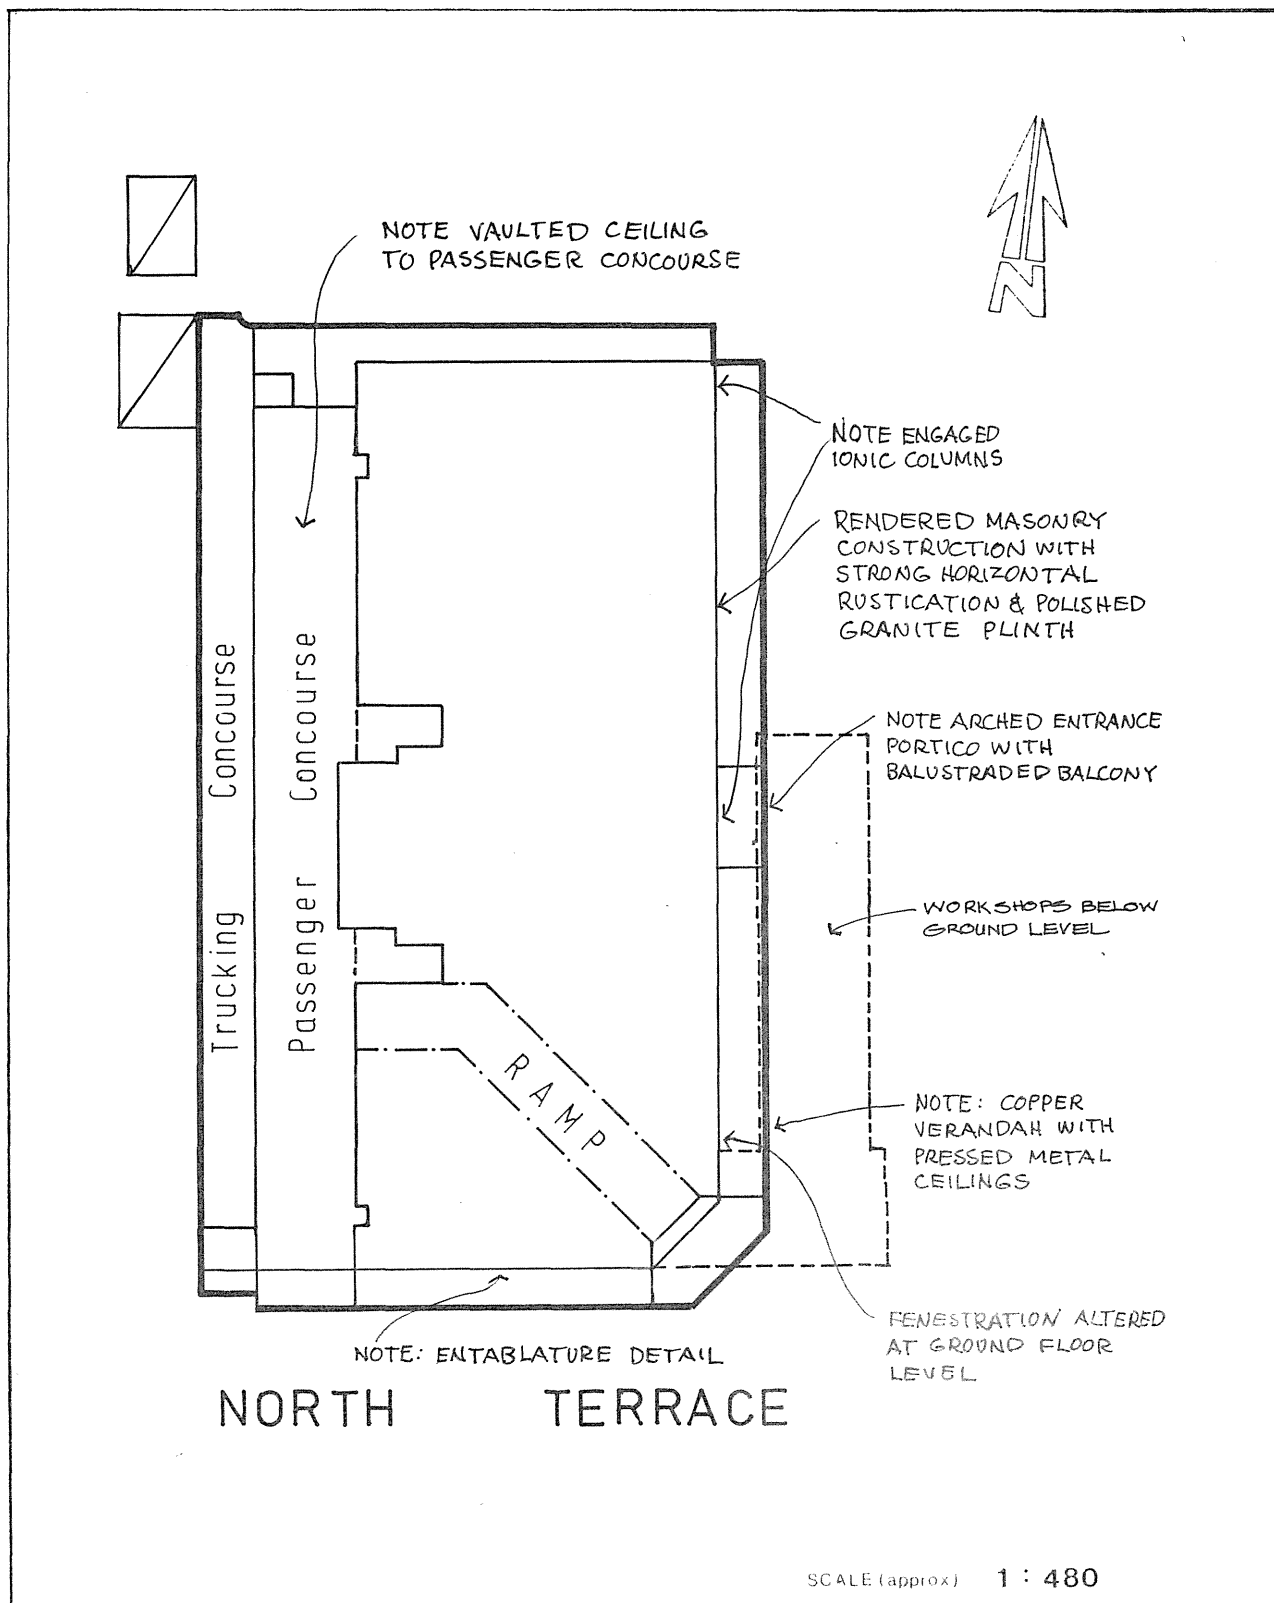 N
NOTE VAULTED CEILING
TO PASSENGER CONCOURSE
NOTE ENGAGED
IONIC COLUMNS
RENDERED MASONRY
CONSTRUCTION WITH
STRONG HORIZONTAL
RUSTICATION & POLISHED
GRANITE PLINTH
Trucking Concourse
Passenger Concourse
NOTE ARCHED ENTRANCE
PORTICO WITH
BALUSTRADED BALCONY
WORKSHOPS BELOW
GROUND LEVEL
RAMP
NOTE: COPPER
VERANDAH WITH
PRESSED METAL
CEILINGS
FENESTRATION ALTERED
AT GROUND FLOOR
LEVEL
NOTE: ENTABLATURE DETAIL
NORTH TERRACE
SCALE (approx) 1 : 480